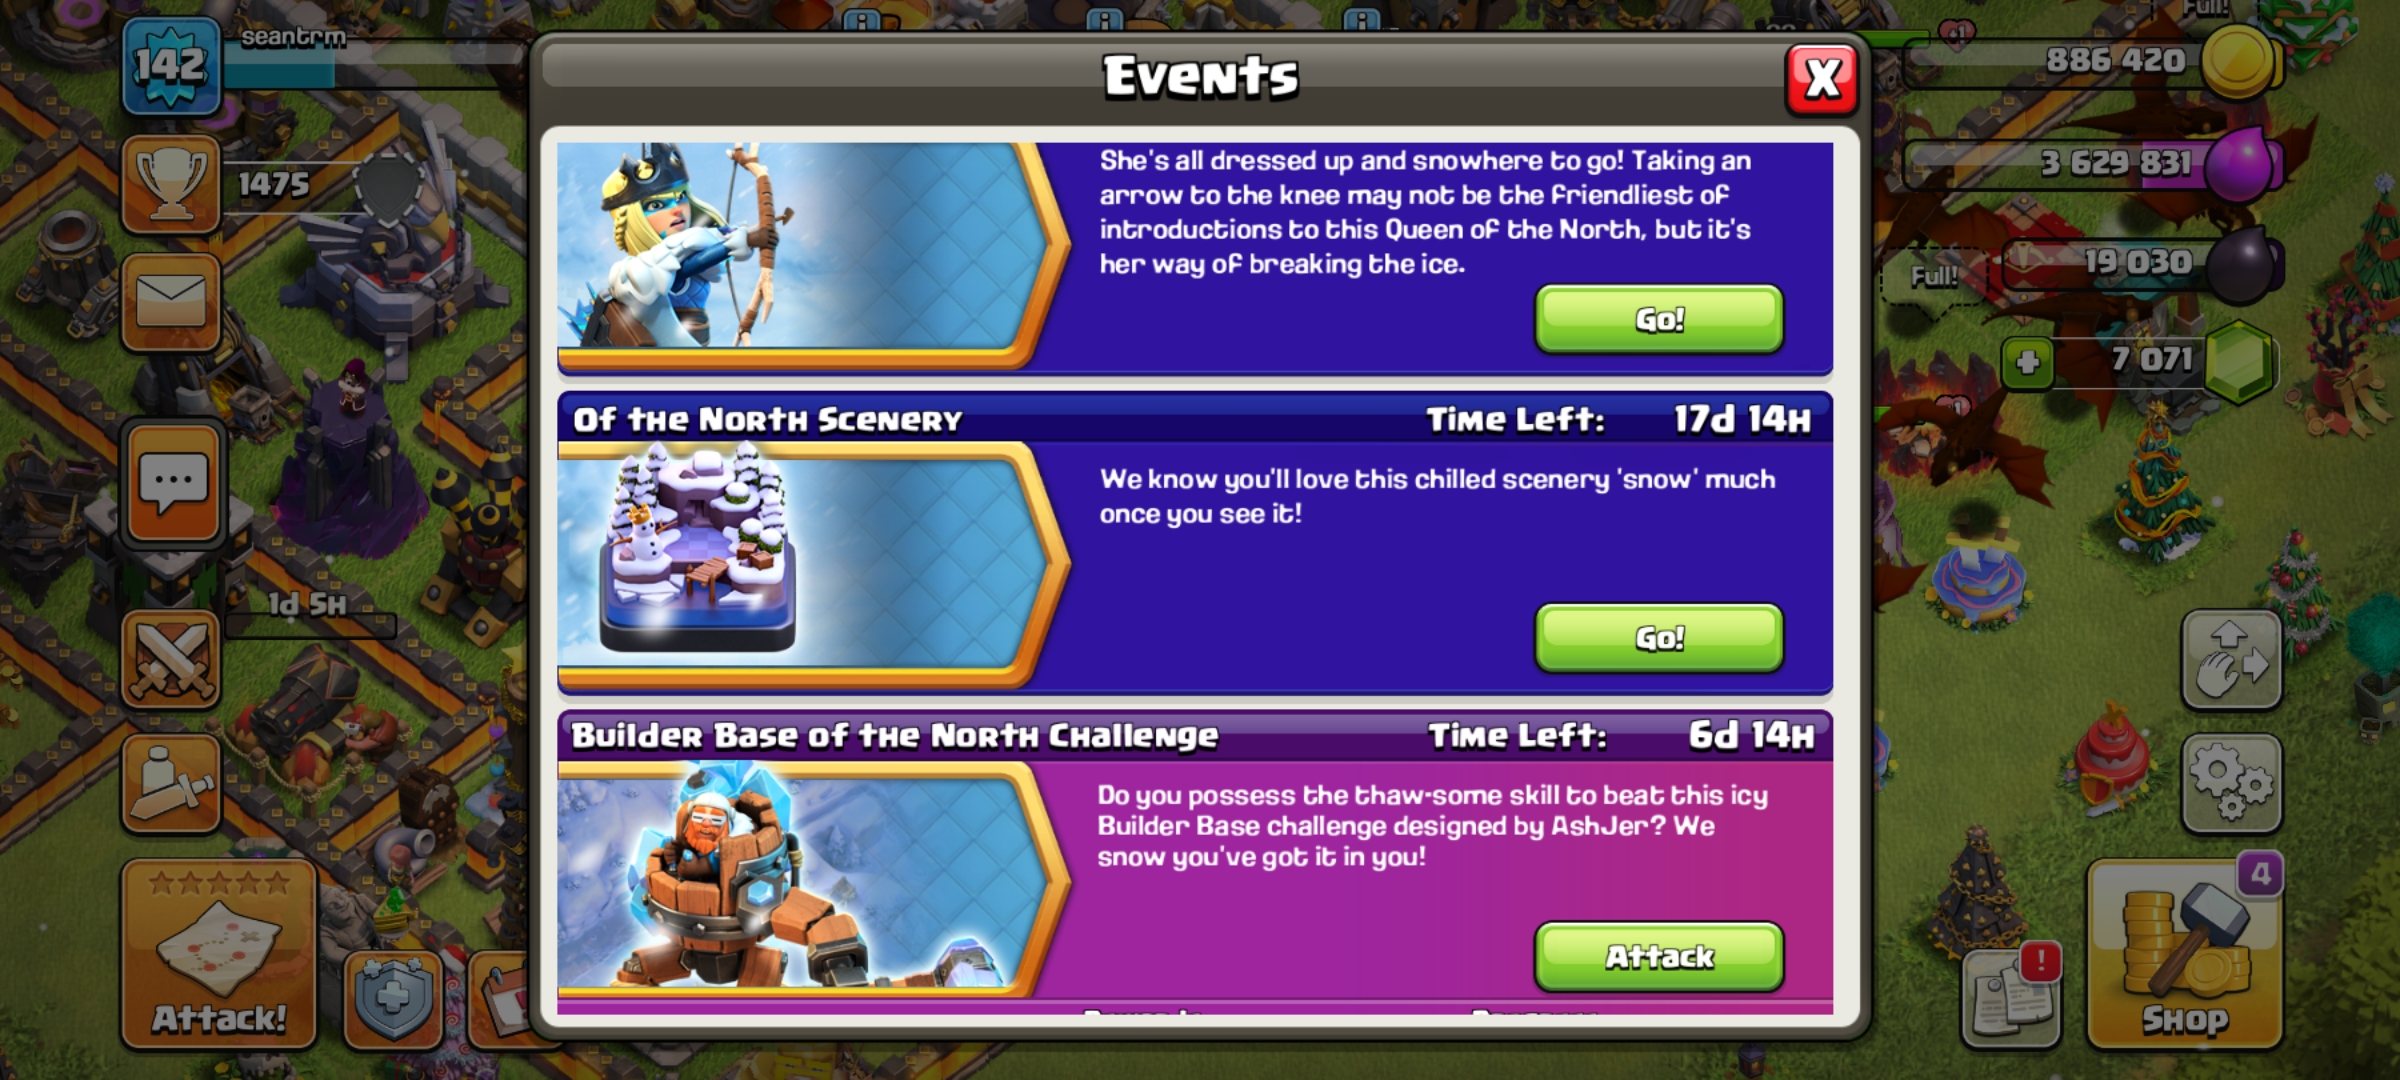 142
seantrm
1475
1d 5H
Attack!
Events
X
She's all dressed up and snowhere to go! Taking an
arrow to the knee may not be the friendliest of
introductions to this Queen of the North, but it's
her way of breaking the ice.
Go!
Of the North Scenery
Time Left: 17d 14H
We know you'll love this chilled scenery 'snow' much
once you see it!
Go!
Builder Base of the North Challenge
Time Left: 6d 14H
Do you possess the thaw-some skill to beat this icy
Builder Base challenge designed by AshJer? We
snow you've got it in you!
Attack
Full!
+1
886 420
3 629 831
Full!
19 030
+
7 071
+1
4
!
Shop